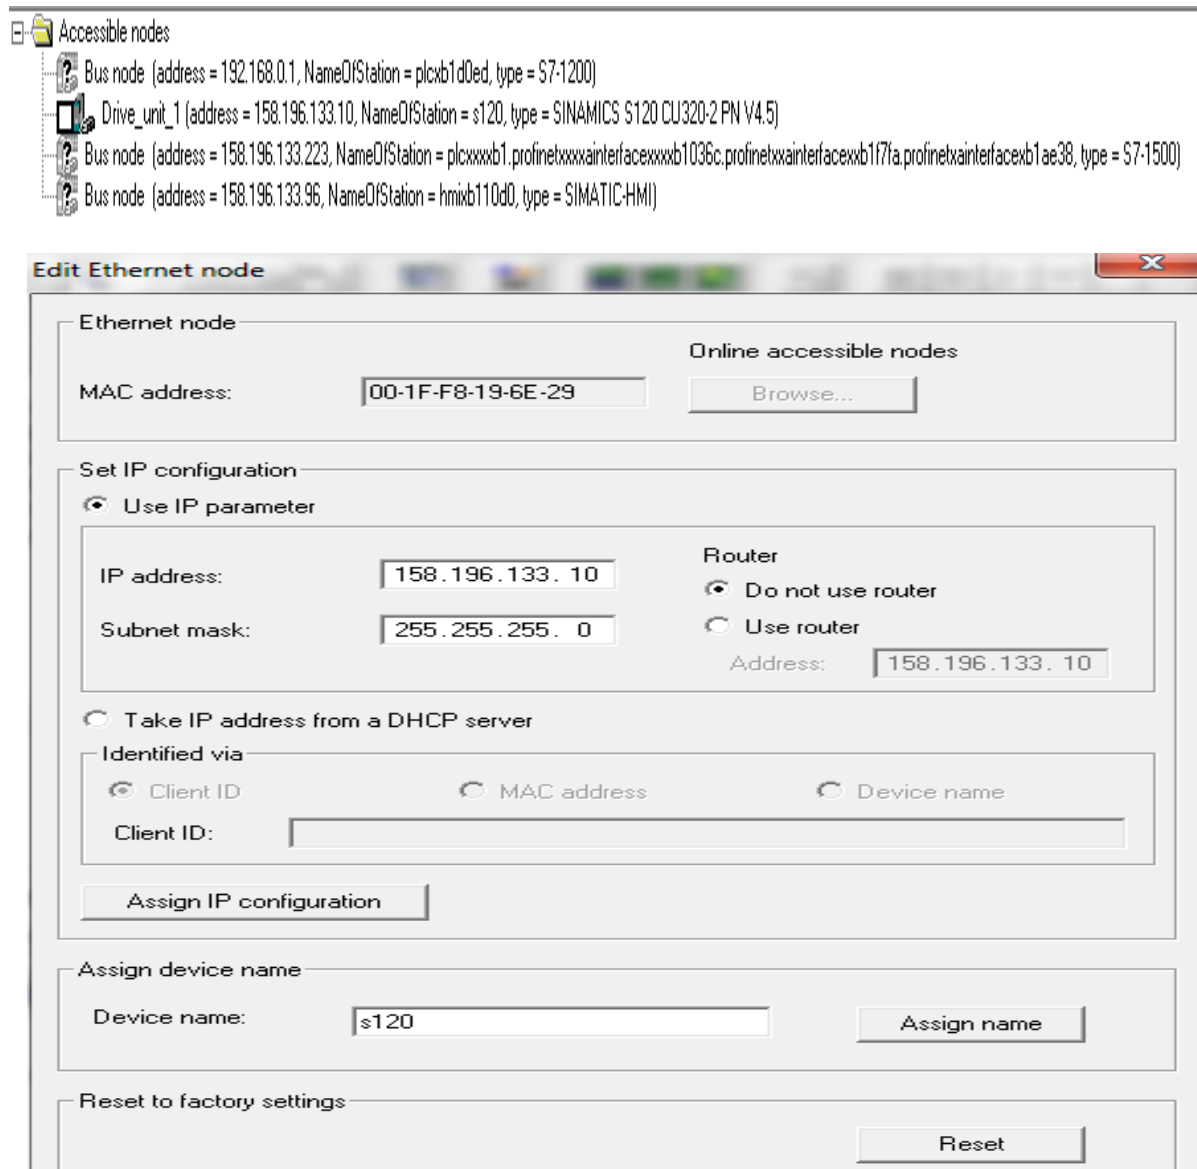 Accessible nodes
Bus node (address = 192.168.0.1, NameOfStation = plcxb1d0ed, type = S7-1200)
Drive_unit_1 (address = 158.196.133.10, NameOfStation = s120, type = SINAMICS S120 CU320-2 PN V4.5)
Bus node (address = 158.196.133.223, NameOfStation = plcxxxxb1.profinetxxxxainterfacexxxxb1036c.profinetxxainterfacexxb1f7fa.profinetxainterfacexb1ae38, type = S7-1500)
Bus node (address = 158.196.133.96, NameOfStation = hmixb110d0, type = SIMATIC-HMI)
Edit Ethernet node
Ethernet node
Online accessible nodes
MAC address: 00-1F-F8-19-6E-29 Browse...
Set IP configuration
Use IP parameter
IP address: 158.196.133. 10
Subnet mask: 255.255.255. 0
Router
Do not use router
Use router
Address: 158.196.133. 10
Take IP address from a DHCP server
Identified via
Client ID MAC address Device name
Client ID:
Assign IP configuration
Assign device name
Device name: s120 Assign name
Reset to factory settings
Reset